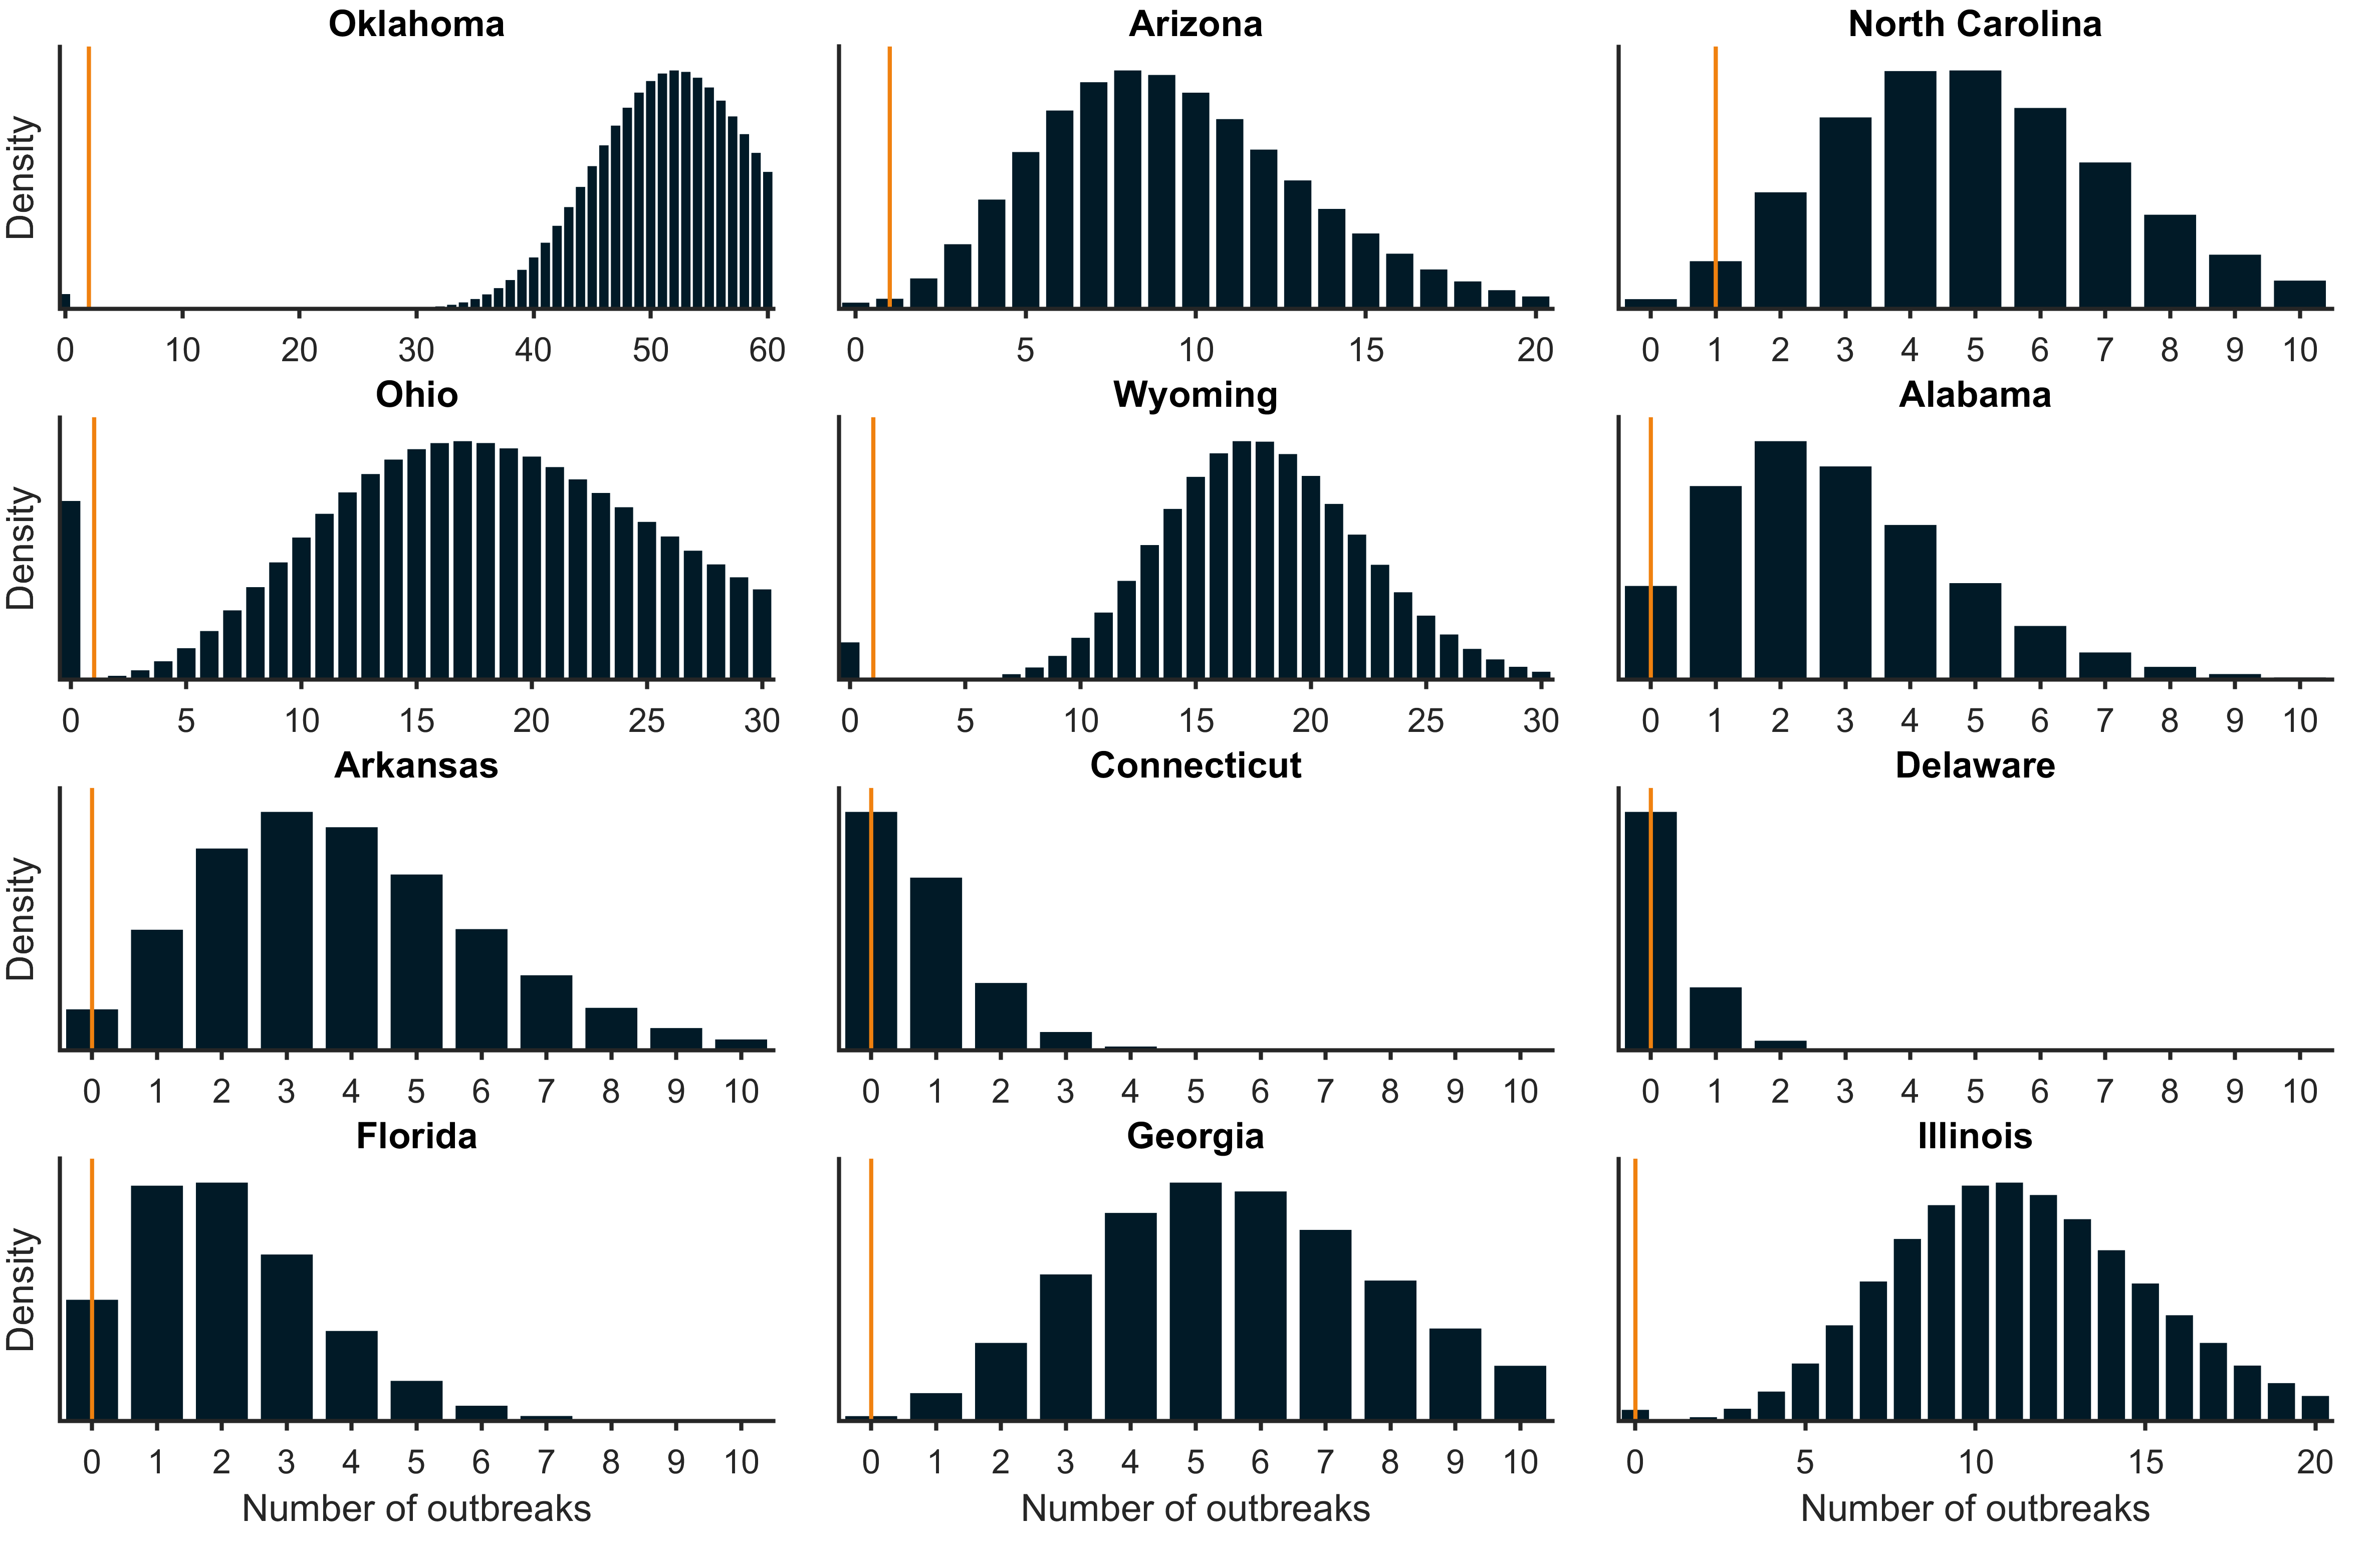 Oklahoma
Arizona
North Carolina
Density
0 10 20 30 40 50 60
0 5 10 15 20
0 1 2 3 4 5 6 7 8 9 10
Ohio
Wyoming
Alabama
Density
0 5 10 15 20 25 30
0 5 10 15 20 25 30
0 1 2 3 4 5 6 7 8 9 10
Arkansas
Connecticut
Delaware
Density
0 1 2 3 4 5 6 7 8 9 10
0 1 2 3 4 5 6 7 8 9 10
0 1 2 3 4 5 6 7 8 9 10
Florida
Georgia
Illinois
Density
0 1 2 3 4 5 6 7 8 9 10
0 1 2 3 4 5 6 7 8 9 10
0 5 10 15 20
Number of outbreaks
Number of outbreaks
Number of outbreaks